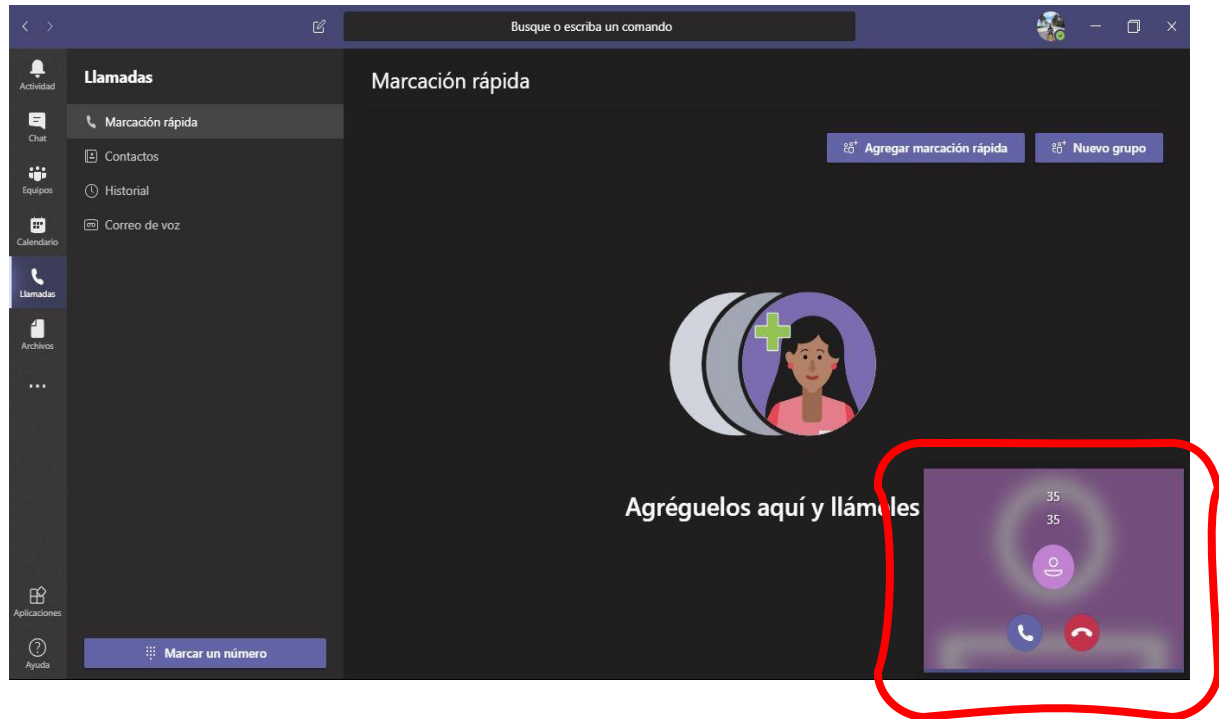 Busque o escriba un comando
Actividad
Chat
Equipos
Calendario
Llamadas
Archivos
Aplicaciones
Ayuda
Llamadas
Marcación rápida
Contactos
Historial
Correo de voz
Marcar un número
Marcación rápida
Agregar marcación rápida
Nuevo grupo
Agréguelos aquí y llámeles
35
35